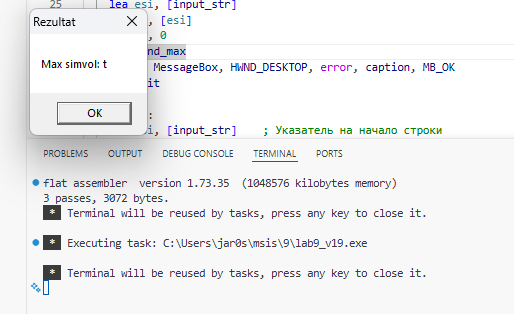 25
lea esi, [input_str]
Rezultat
[esi]
, 0
nd_max
Max simvol: t
MessageBox, HWND_DESKTOP, error, caption, MB_OK
it
OK
:
i, [input_str] ; Указатель на начало строки
PROBLEMS OUTPUT DEBUG CONSOLE TERMINAL PORTS
flat assembler version 1.73.35 (1048576 kilobytes memory)
3 passes, 3072 bytes.
* Terminal will be reused by tasks, press any key to close it.
* Executing task: C:\Users\jar0s\msis\9\lab9_v19.exe
* Terminal will be reused by tasks, press any key to close it.